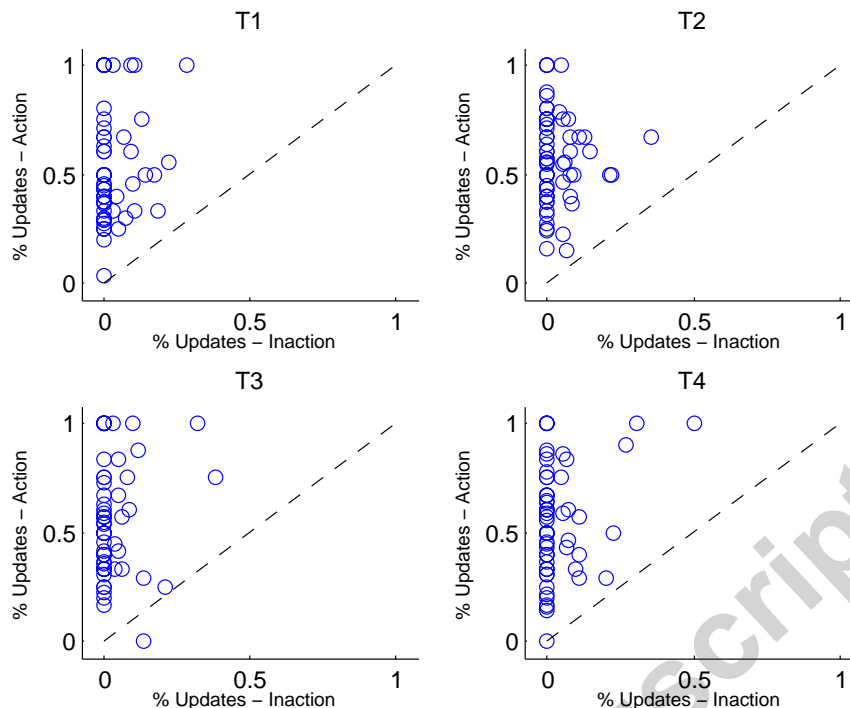 T1
1
0.5
0
% Updates – Action
0
0.5
1
% Updates – Inaction
T2
1
0.5
0
% Updates – Action
0
0.5
1
% Updates – Inaction
T3
1
0.5
0
% Updates – Action
0
0.5
1
% Updates – Inaction
T4
1
0.5
0
% Updates – Action
0
0.5
1
% Updates – Inaction
script